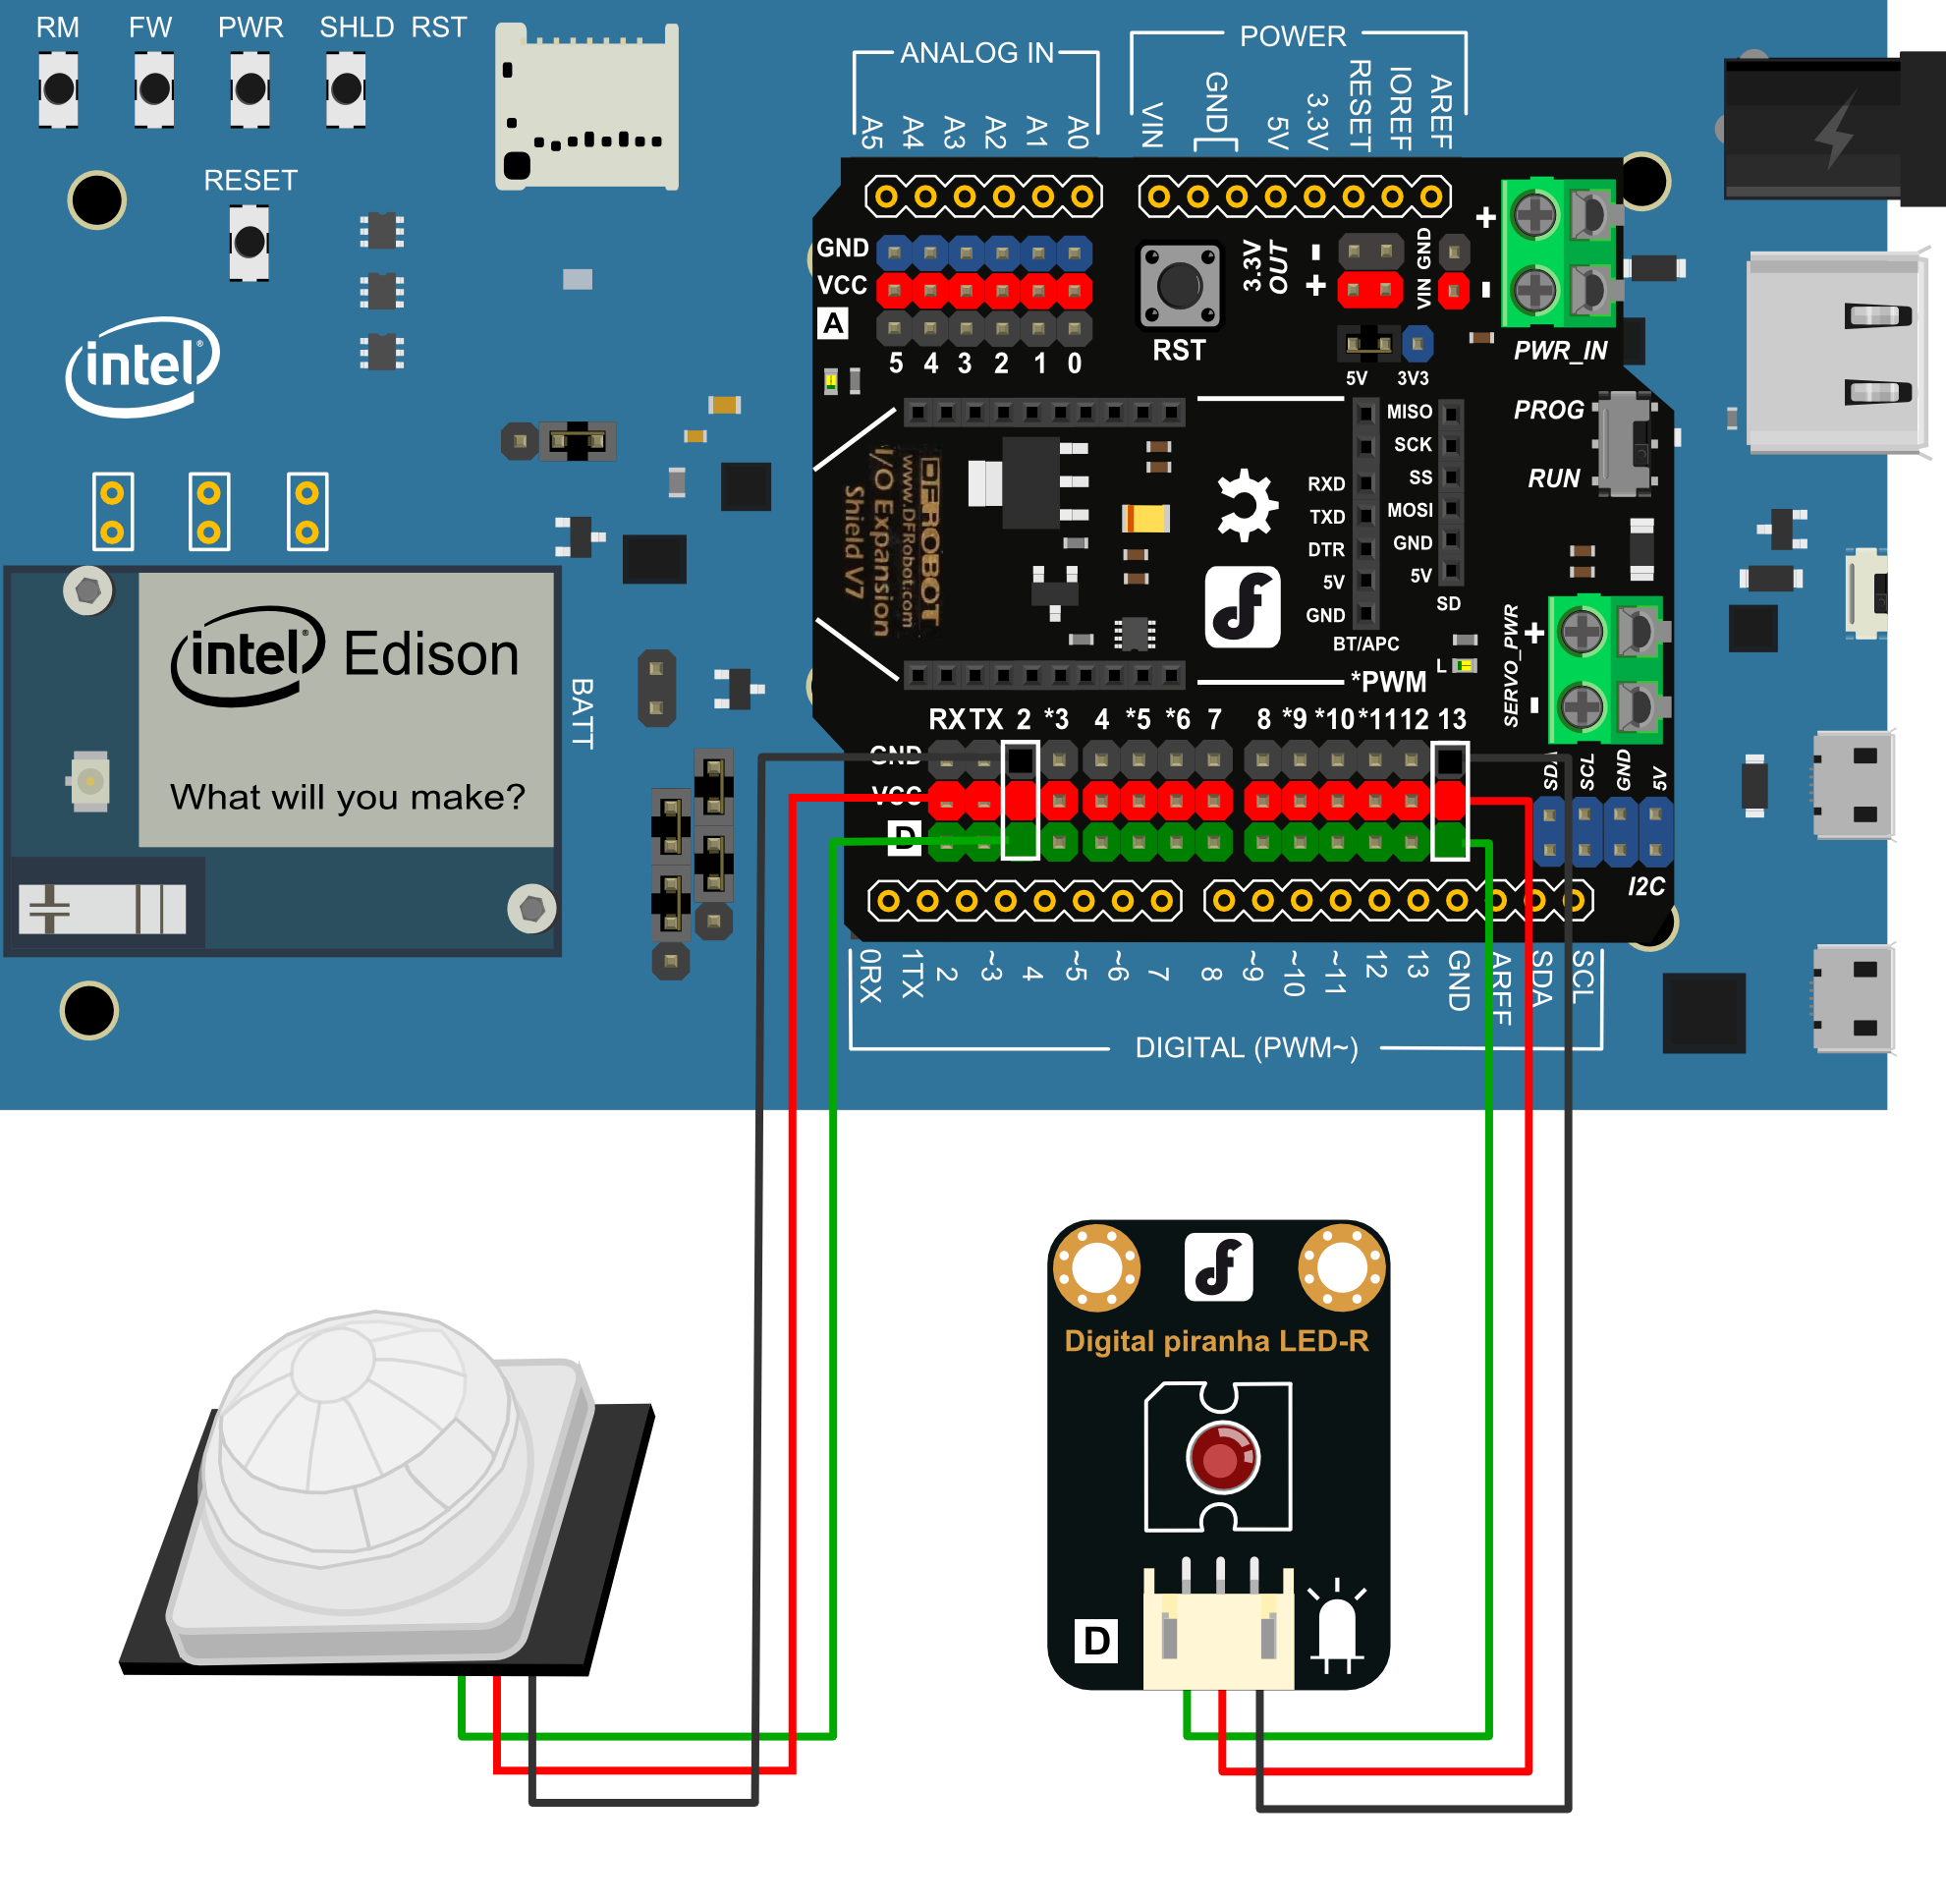 RM FW PWR SHLD RST
RESET
intel®
ANALOG IN
A5 A4 A3 A2 A1 A0
POWER
VIN GND[ 5V 3.3V RESET IOREF AREF
GND
VCC
A
5 4 3 2 1 0
RST
3.3V OUT
-
+
VIN GND
+
-
PWR_IN
5V 3V3
PROG
RUN
DFROBOT
www.DFRobot.com
I/O Expansion
Shield V7
MISO
SCK
SS
MOSI
GND
5V
SD
RXD
TXD
DTR
5V
GND
BT/APC
L
SERVO_PWR
+
-
*PWM
RX TX 2 *3 4 *5 *6 7 8 *9 *10 *11 12 13
GND
VCC
D
SDA SCL GND 5V
I2C
intel® Edison
What will you make?
BATT
0RX 1TX 2 ~3 4 ~5 ~6 7 8 ~9 ~10 ~11 12 13 GND ARFF SDA SCL
DIGITAL (PWM~)
Digital piranha LED-R
D